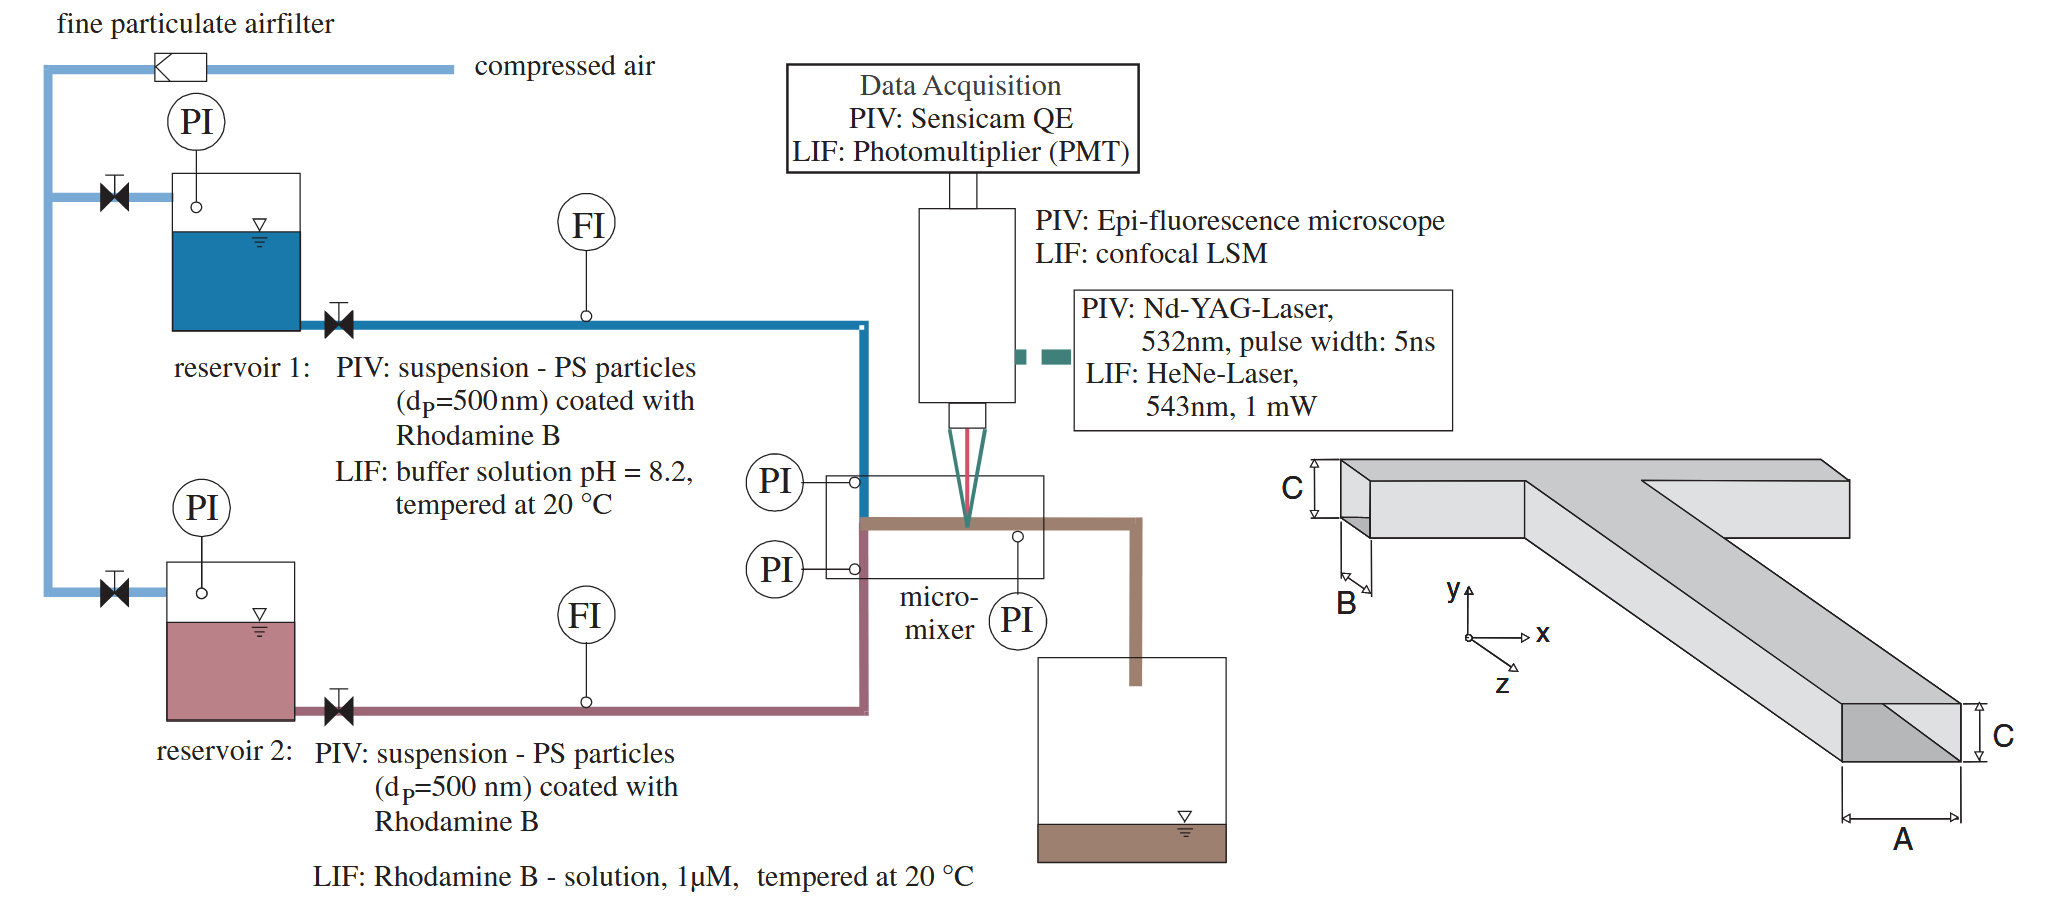 fine particulate airfilter
compressed air
PI
Data Acquisition
PIV: Sensicam QE
LIF: Photomultiplier (PMT)
FI
PIV: Epi-fluorescence microscope
LIF: confocal LSM
PIV: Nd-YAG-Laser,
532nm, pulse width: 5ns
LIF: HeNe-Laser,
543nm, 1 mW
reservoir 1: PIV: suspension - PS particles
(dP=500nm) coated with
Rhodamine B
LIF: buffer solution pH = 8.2,
tempered at 20 °C
PI
PI
PI
PI
micro-
mixer
FI
reservoir 2: PIV: suspension - PS particles
(dP=500 nm) coated with
Rhodamine B
LIF: Rhodamine B - solution, 1µM, tempered at 20 °C
C
B
y
x
z
C
A